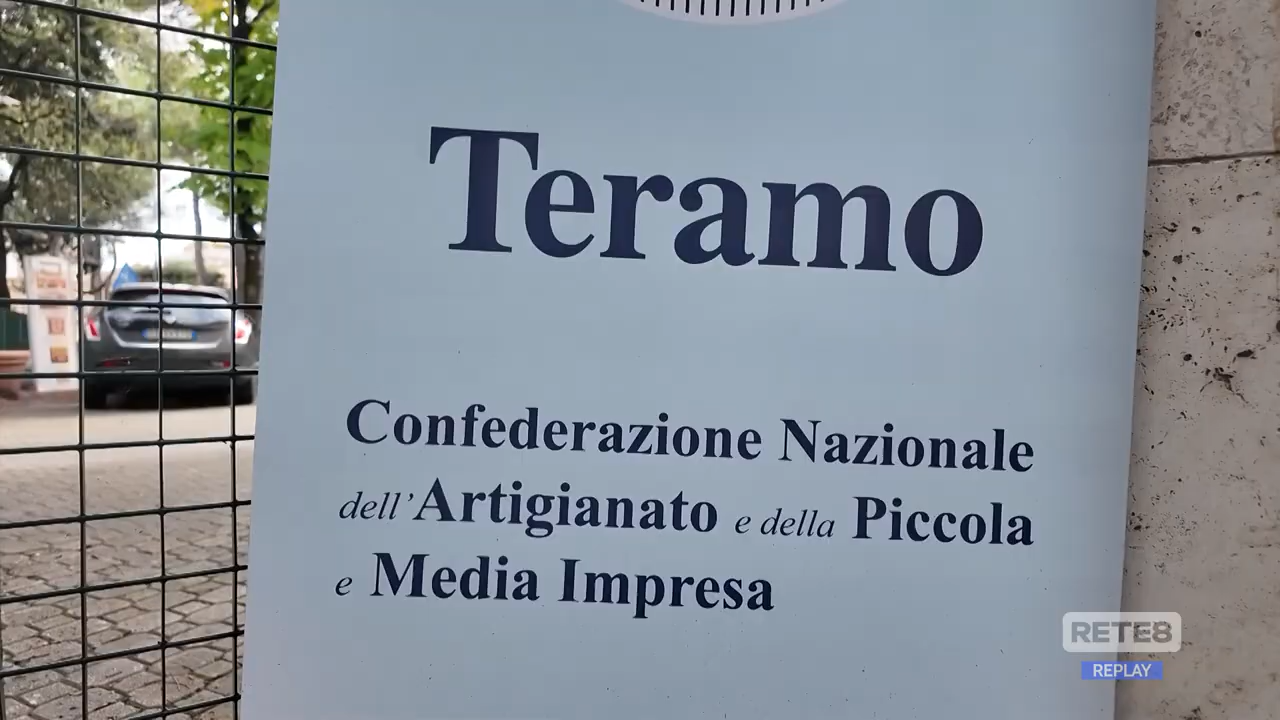 Teramo
Confederazione Nazionale
dell'Artigianato e della Piccola
e Media Impresa
RETE8
REPLAY